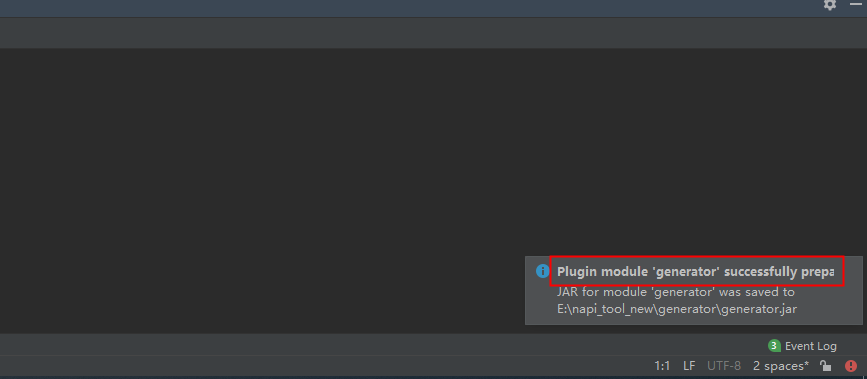 Plugin module 'generator' successfully prepa
JAR for module 'generator' was saved to
E:\napi_tool_new\generator\generator.jar
3 Event Log
1:1 LF UTF-8 2 spaces*